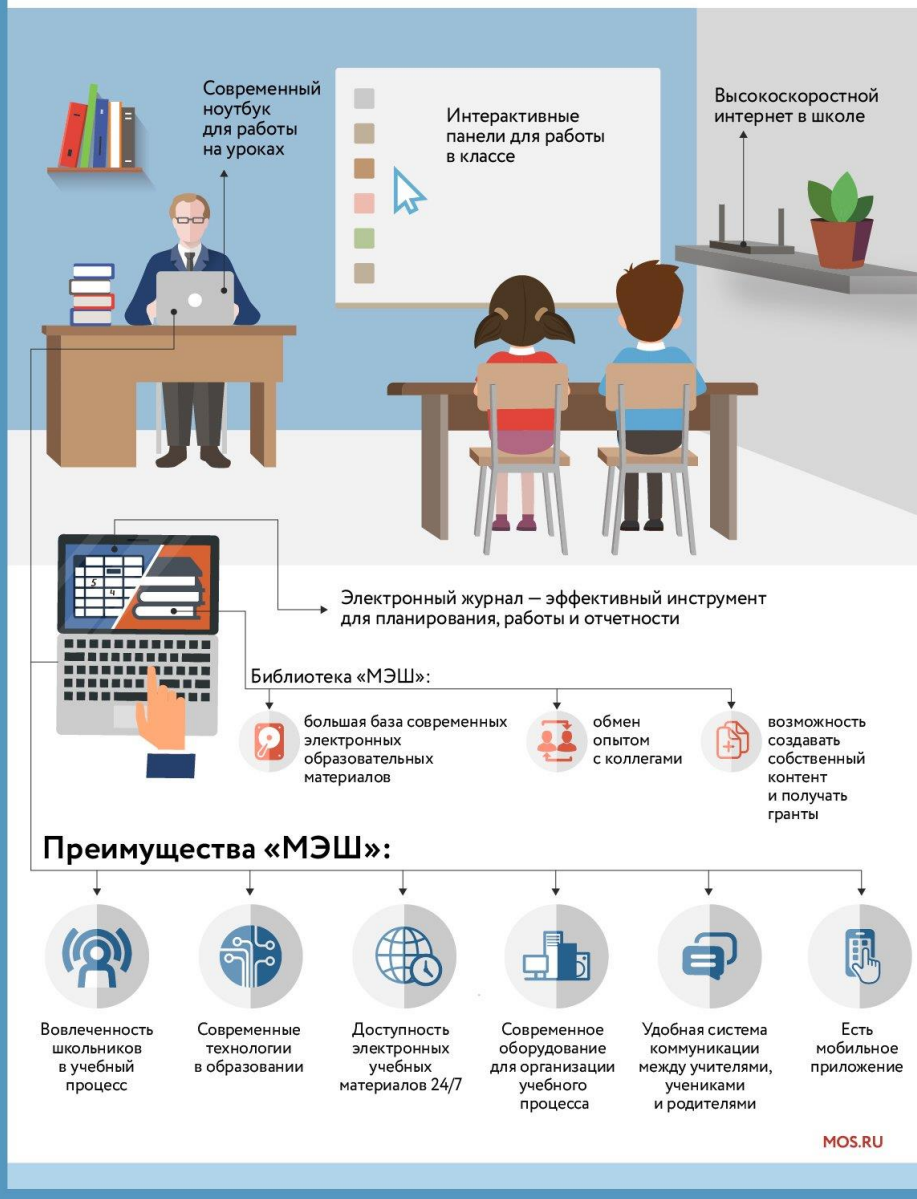 Современный
ноутбук
для работы
на уроках
Интерактивные
панели для работы
в классе
Высокоскоростной
интернет в школе
5
4
Электронный журнал — эффективный инструмент
для планирования, работы и отчетности
Библиотека «МЭШ»:
большая база современных
электронных
образовательных
материалов
обмен
опытом
с коллегами
возможность
создавать
собственный
контент
и получать
гранты
Преимущества «МЭШ»:
Вовлеченность
школьников
в учебный
процесс
Современные
технологии
в образовании
Доступность
электронных
учебных
материалов 24/7
Современное
оборудование
для организации
учебного
процесса
Удобная система
коммуникации
между учителями,
учениками
и родителями
Есть
мобильное
приложение
MOS.RU